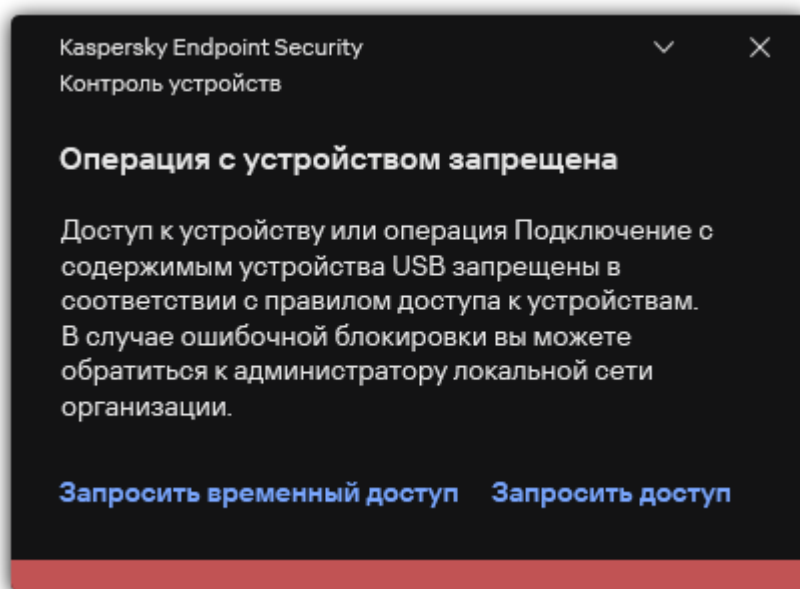 Kaspersky Endpoint Security
Контроль устройств
Операция с устройством запрещена
Доступ к устройству или операция Подключение с
содержимым устройства USB запрещены в
соответствии с правилом доступа к устройствам.
В случае ошибочной блокировки вы можете
обратиться к администратору локальной сети
организации.
Запросить временный доступ Запросить доступ